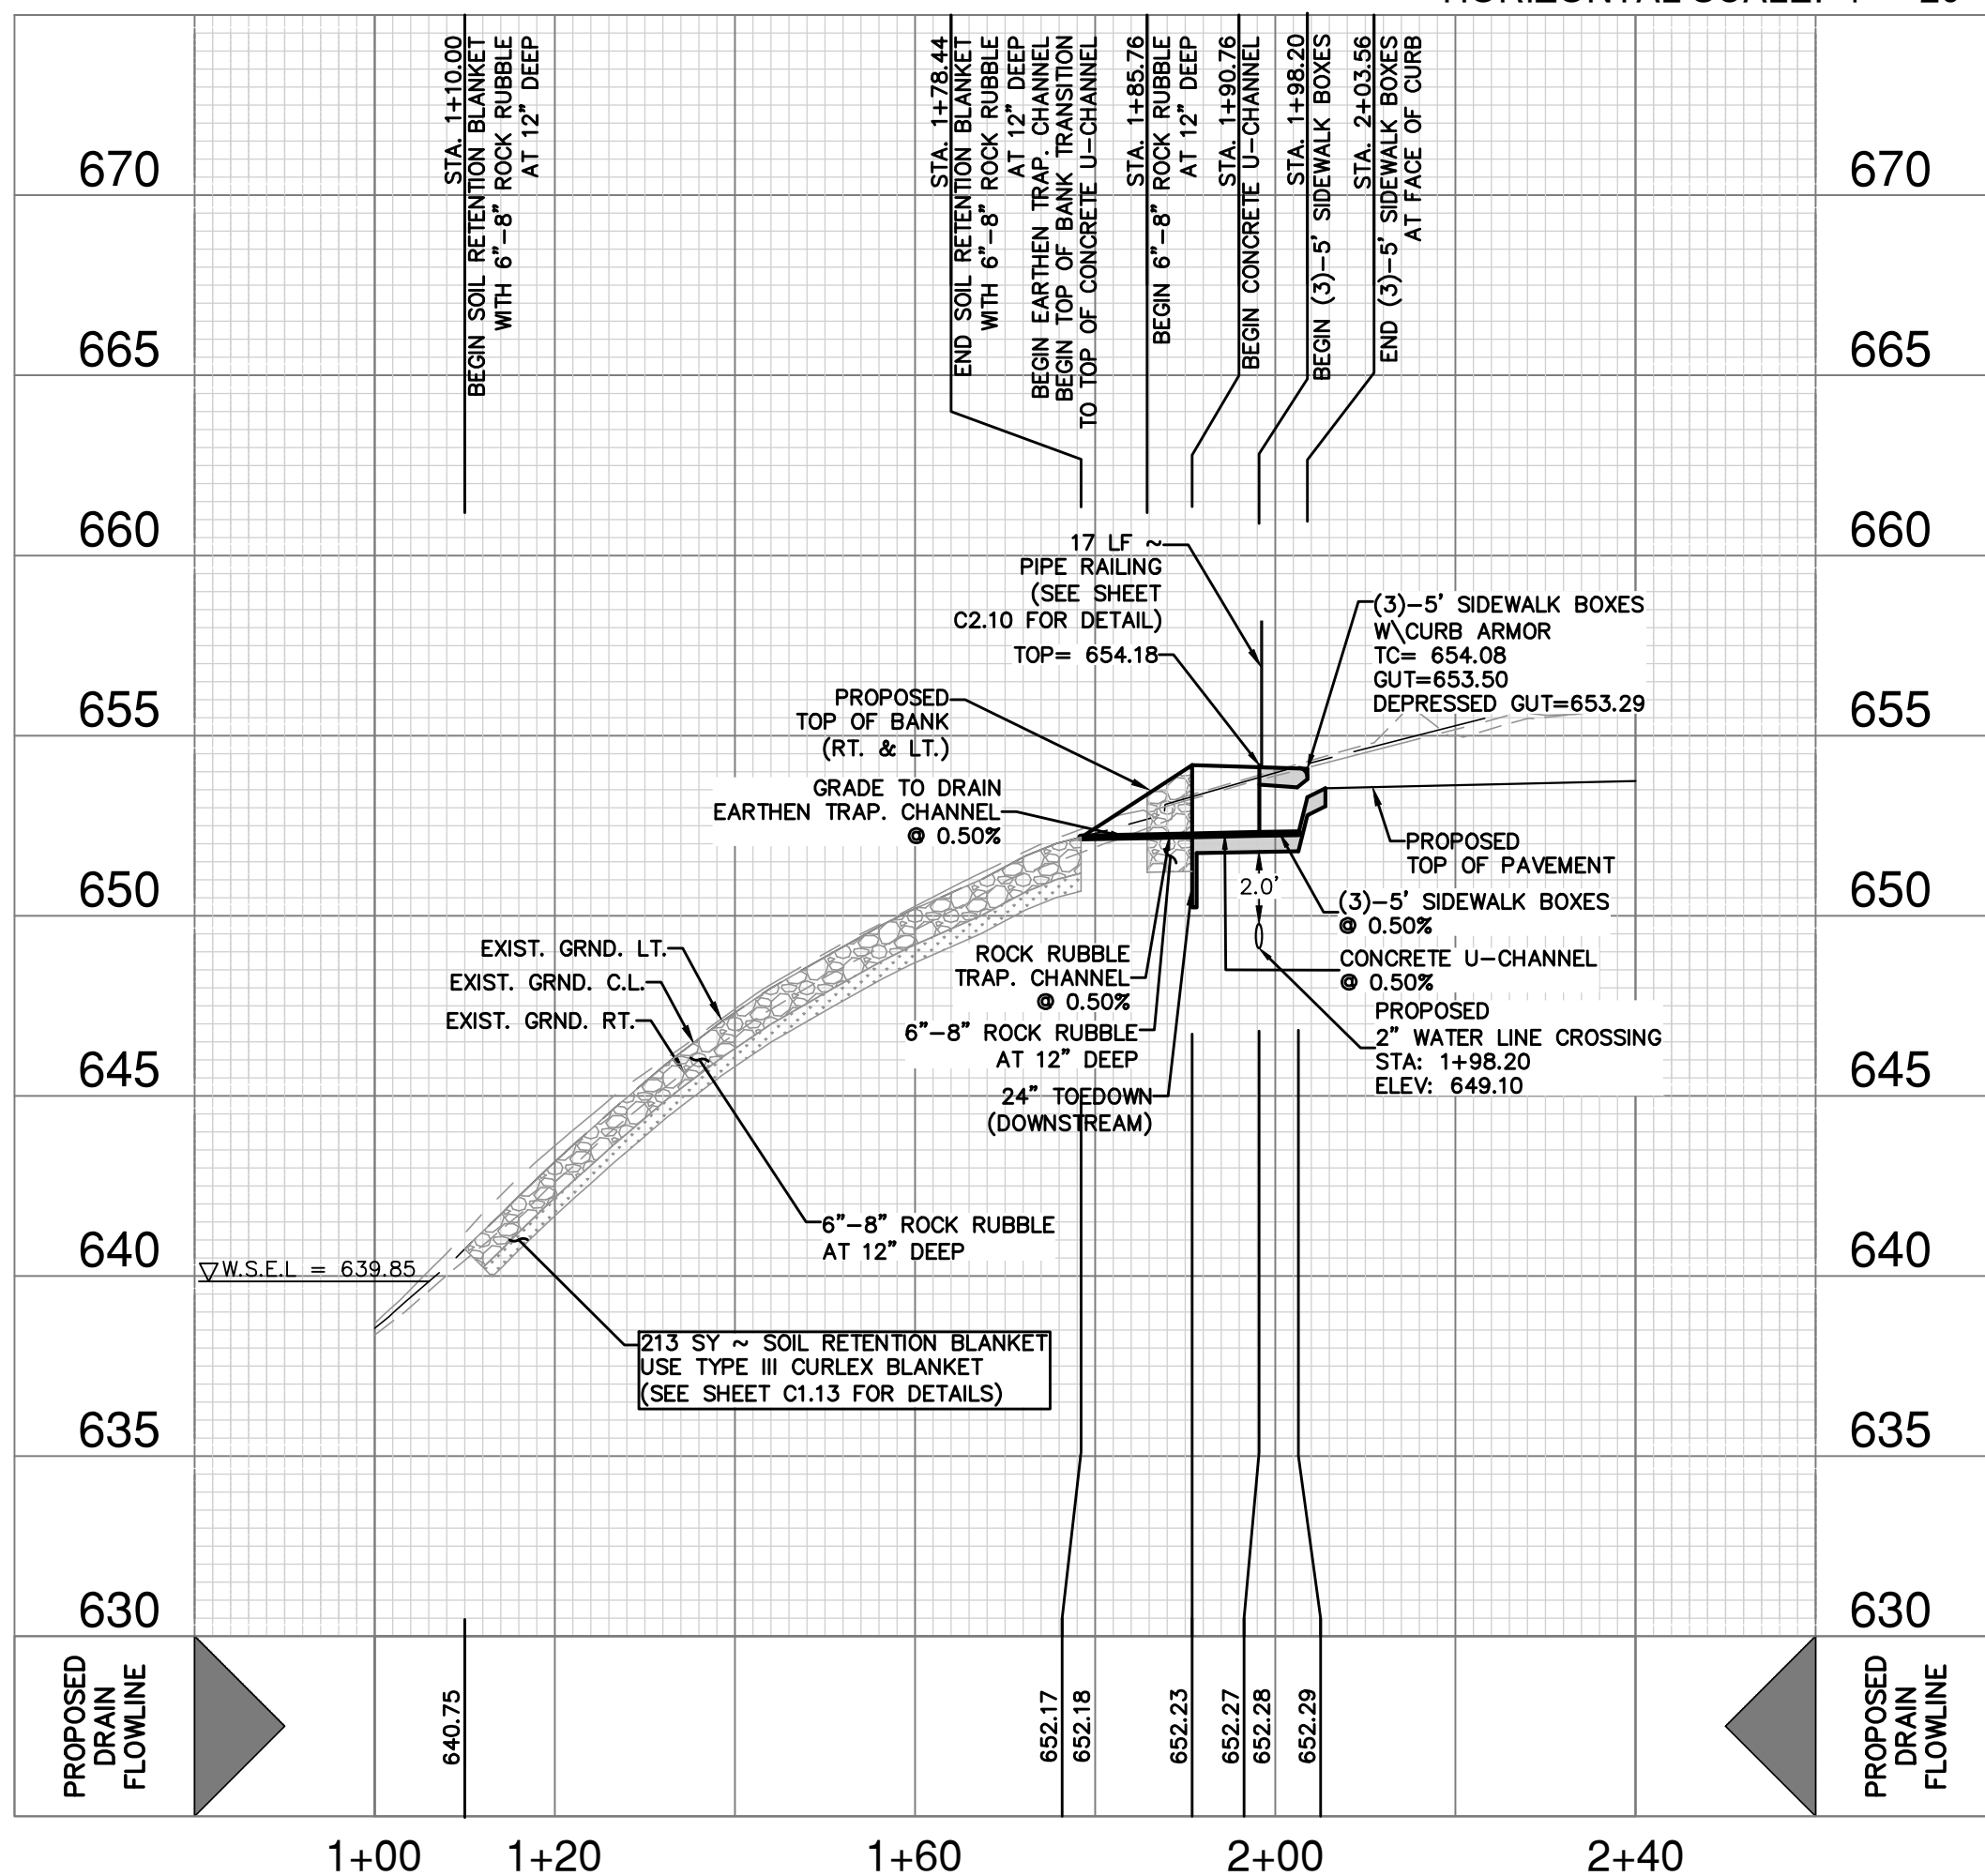 STA. 1+10.00
BEGIN SOIL RETENTION BLANKET
WITH 6"-8" ROCK RUBBLE
AT 12" DEEP
STA. 1+78.44
END SOIL RETENTION BLANKET
WITH 6"-8" ROCK RUBBLE
AT 12" DEEP
BEGIN EARTHEN TRAP. CHANNEL
BEGIN TOP OF BANK TRANSITION
TO TOP OF CONCRETE U-CHANNEL
STA. 1+85.76
BEGIN 6"-8" ROCK RUBBLE
AT 12" DEEP
STA. 1+90.76
BEGIN CONCRETE U-CHANNEL
STA. 1+98.20
BEGIN (3)-5' SIDEWALK BOXES
STA. 2+03.56
END (3)-5' SIDEWALK BOXES
AT FACE OF CURB
670
670
665
665
660
660
17 LF ~
PIPE RAILING
(SEE SHEET
C2.10 FOR DETAIL)
TOP= 654.18
(3)-5' SIDEWALK BOXES
W\CURB ARMOR
TC= 654.08
GUT=653.50
DEPRESSED GUT=653.29
655
655
PROPOSED
TOP OF BANK
(RT. & LT.)
GRADE TO DRAIN
EARTHEN TRAP. CHANNEL
@ 0.50%
PROPOSED
TOP OF PAVEMENT
650
650
2.0'
(3)-5' SIDEWALK BOXES
@ 0.50%
EXIST. GRND. LT.
EXIST. GRND. C.L.
EXIST. GRND. RT.
ROCK RUBBLE
TRAP. CHANNEL
@ 0.50%
CONCRETE U-CHANNEL
@ 0.50%
6"-8" ROCK RUBBLE
AT 12" DEEP
PROPOSED
2" WATER LINE CROSSING
STA: 1+98.20
ELEV: 649.10
24" TOEDOWN
(DOWNSTREAM)
645
645
6"-8" ROCK RUBBLE
AT 12" DEEP
640
640
W.S.E.L = 639.85
213 SY ~ SOIL RETENTION BLANKET
USE TYPE III CURLEX BLANKET
(SEE SHEET C1.13 FOR DETAILS)
635
635
630
630
PROPOSED
DRAIN
FLOWLINE
640.75
652.17
652.18
652.23
652.27
652.28
652.29
PROPOSED
DRAIN
FLOWLINE
1+00
1+20
1+60
2+00
2+40